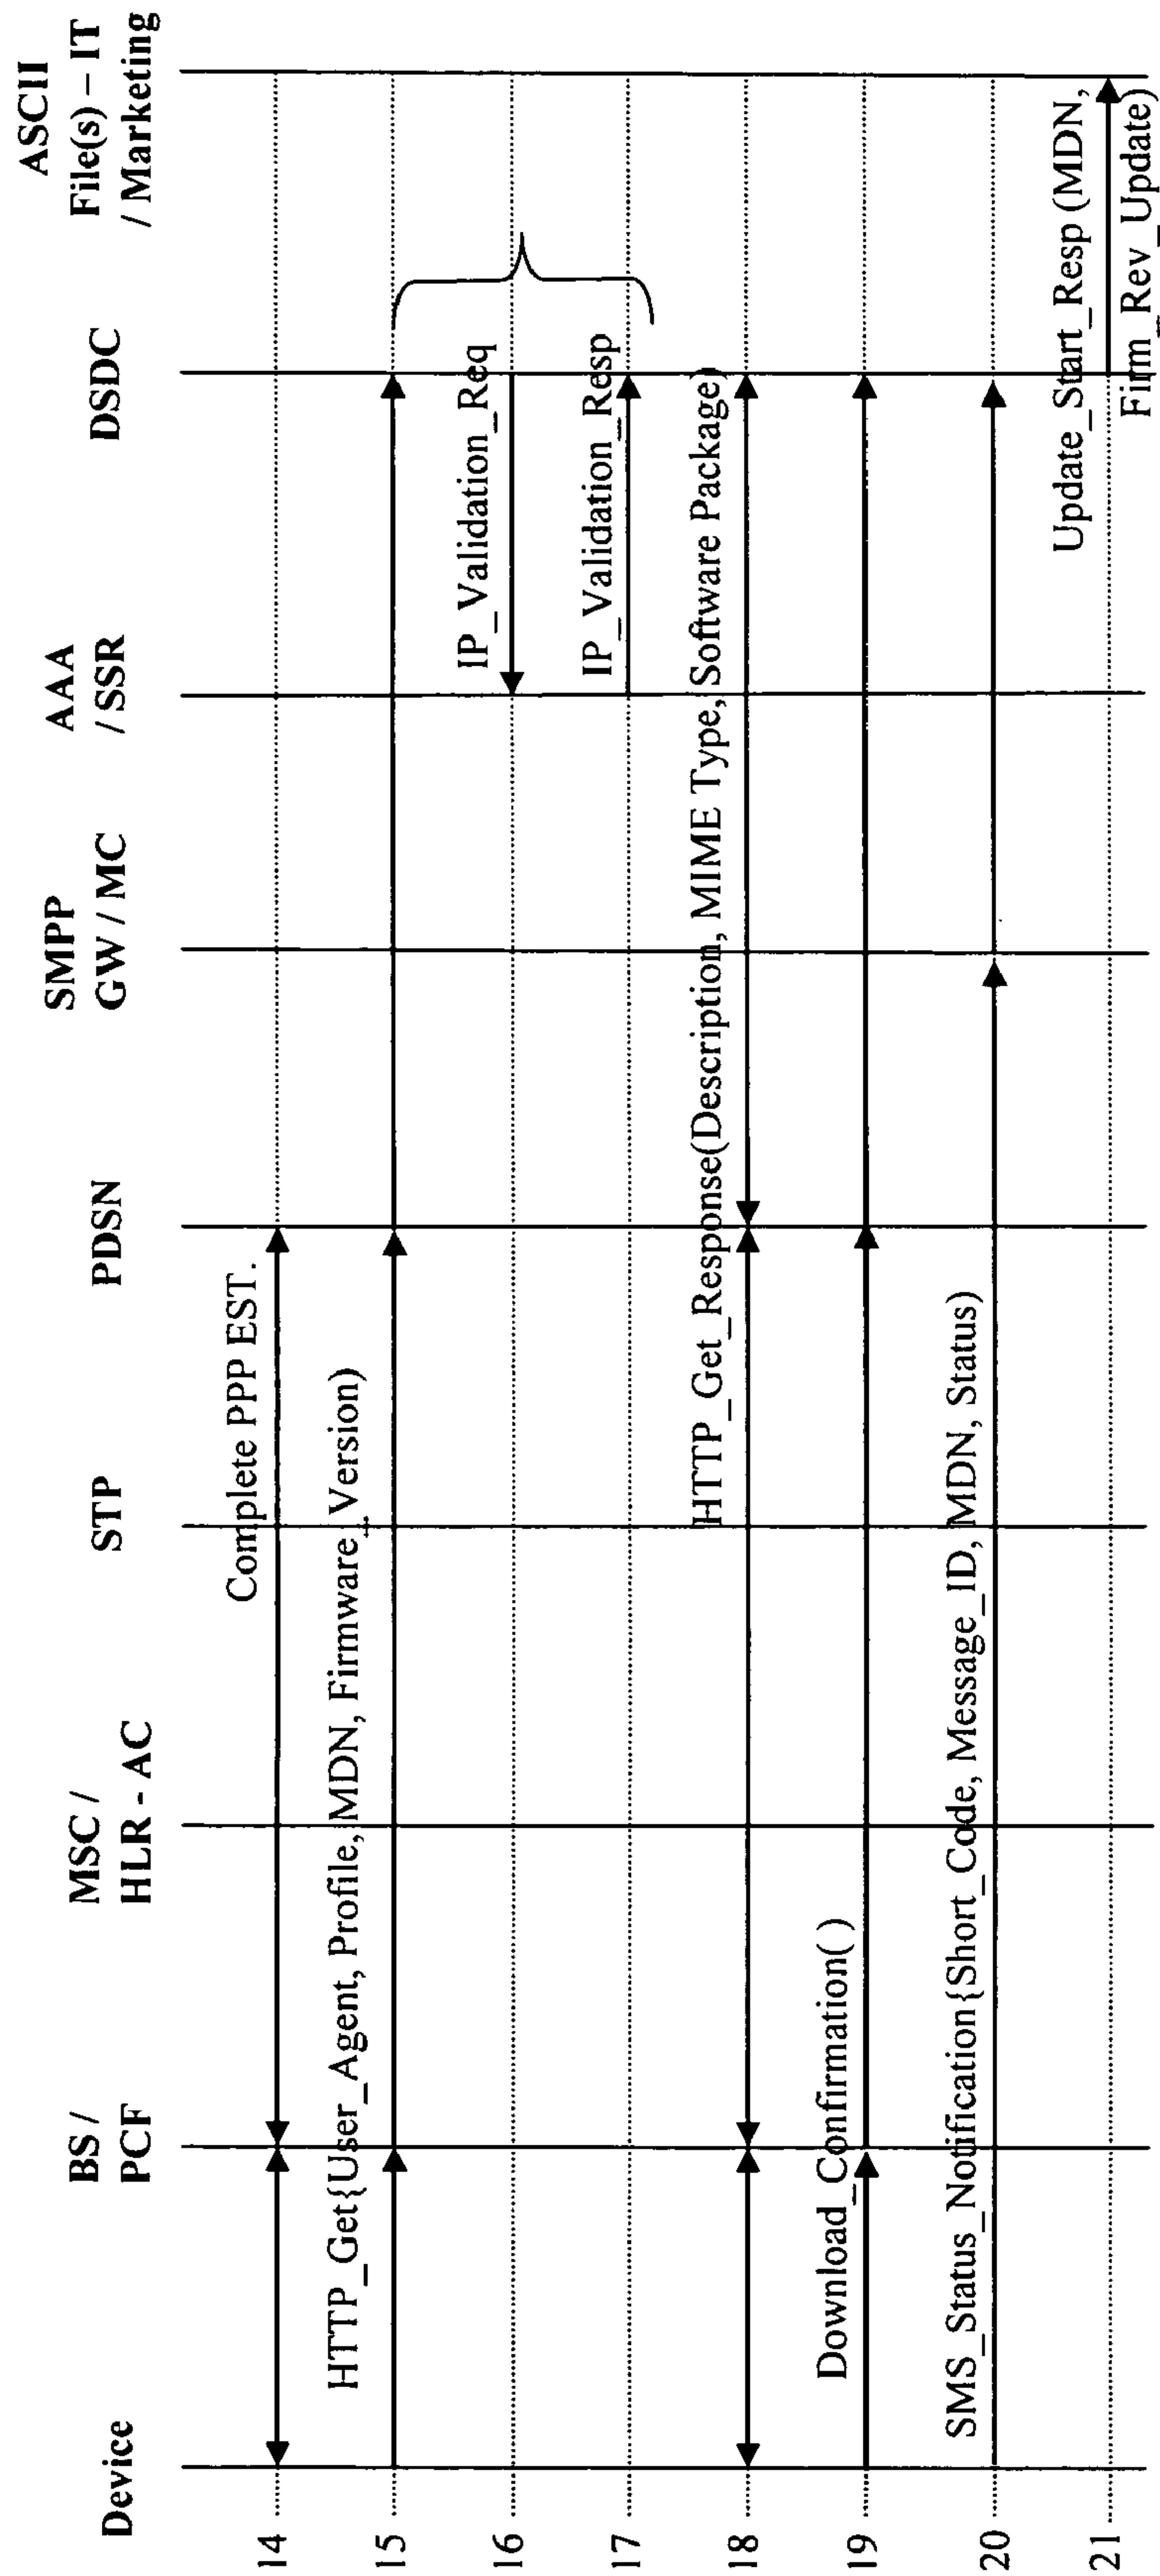 Device
BS /
PCF
MSC /
HLR - AC
STP
PDSN
SMPP
GW / MC
AAA
/ SSR
DSDC
ASCII
File(s) – IT
/ Marketing
14
Complete PPP EST.
15
HTTP_Get{User_Agent, Profile, MDN, Firmware_Version)
16
IP_Validation_Req
17
IP_Validation_Resp
18
HTTP_Get_Response(Description, MIME Type, Software Package)
19
Download_Confirmation( )
20
SMS_Status_Notification{Short_Code, Message_ID, MDN, Status)
21
Update_Start_Resp (MDN,
Firm_Rev_Update)